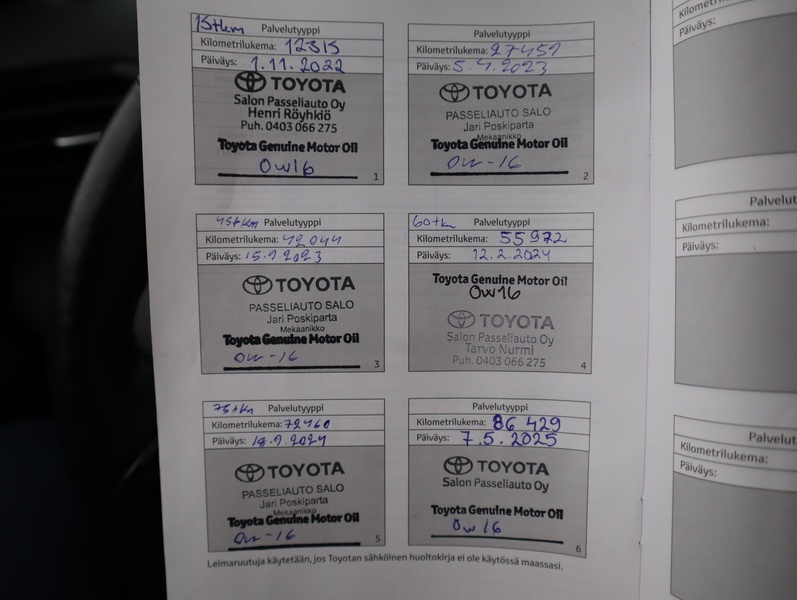 15tkm Palvelutyyppi
Kilometrilukema: 12315
Päiväys: 1.11.2022
TOYOTA
Salon Passeliauto Oy
Henri Röyhkiö
Puh. 0403 066 275
Toyota Genuine Motor Oil
0W16
1
Palvelutyyppi
Kilometrilukema: 27459
Päiväys: 5.4.2023
TOYOTA
PASSELIAUTO SALO
Jari Poskiparta
Mekaanikko
Toyota Genuine Motor Oil
0W-16
2
45tkm Palvelutyyppi
Kilometrilukema: 42044
Päiväys: 15.9.2023
TOYOTA
PASSELIAUTO SALO
Jari Poskiparta
Mekaanikko
Toyota Genuine Motor Oil
0W-16
3
60tk Palvelutyyppi
Kilometrilukema: 55972
Päiväys: 12.2.2024
Toyota Genuine Motor Oil
0W16
TOYOTA
Salon Passeliauto Oy
Tarvo Nurmi
Puh. 0403 066 275
4
75tkm Palvelutyyppi
Kilometrilukema: 72460
Päiväys: 18.9.2024
TOYOTA
PASSELIAUTO SALO
Jari Poskiparta
Mekaanikko
Toyota Genuine Motor Oil
0W-16
5
Palvelutyyppi
Kilometrilukema: 86 429
Päiväys: 7.5.2025
TOYOTA
Salon Passeliauto Oy
Toyota Genuine Motor Oil
0W16
6
Leimaruutuja käytetään, jos Toyotan sähköinen huoltokirja ei ole käytössä maassasi.
Kilometrilukema:
Päiväys:
Palvelut
Kilometrilukema:
Päiväys:
Palvelut
Kilometrilukema:
Päiväys: